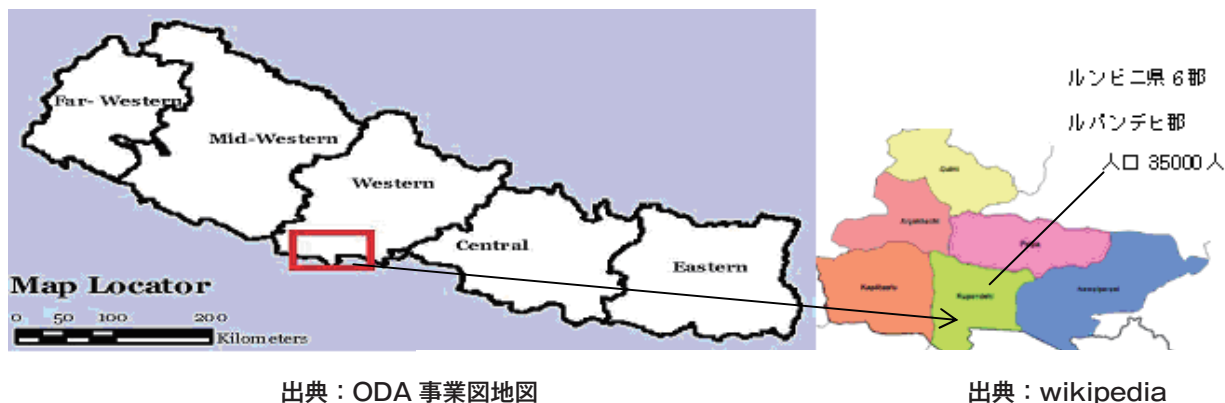 Far- Western
Mid-Western
Western
Central
Eastern
Map Locator
0 50 100 200
Kilometers
ルンビニ県 6 郡
ルパンデヒ郡
人口 35000 人
Gulmi
Palpa
出典：ODA 事業図地図
出典：wikipedia